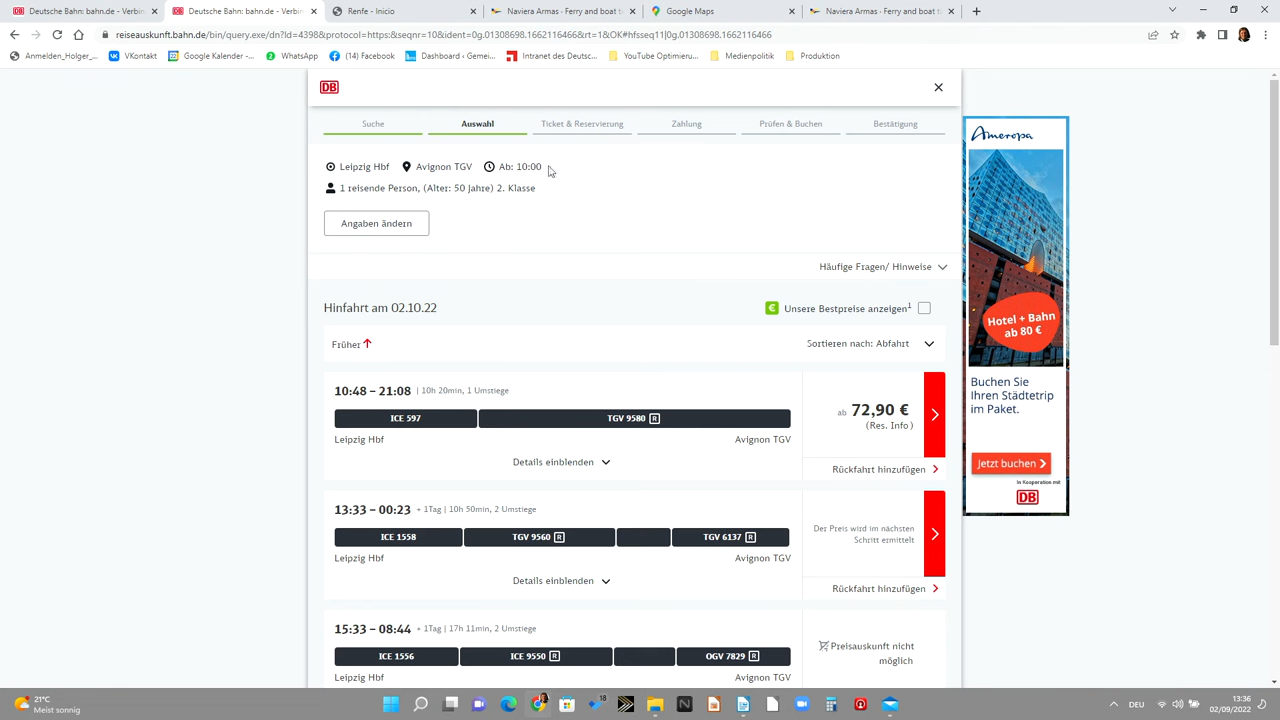 Deutsche Bahn: bahn.de - Verbin
Deutsche Bahn: bahn.de - Verbin
Renfe - Inicio
Naviera Armas - Ferry and boat t
Google Maps
Naviera Armas - Ferry and boat t
reiseauskunft.bahn.de/bin/query.exe/dn?ld=4398&protocol=https:&seqnr=10&ident=0g.01308698.1662116466&rt=1&OK#hfsseq11|0g.01308698.1662116466
Anmelden_Holger_...
VKontakt
Google Kalender -...
WhatsApp
(14) Facebook
Dashboard ‹ Gemei...
Intranet des Deutsc...
YouTube Optimieru...
Medienpolitik
Produktion
DB
Suche
Auswahl
Ticket & Reservierung
Zahlung
Prüfen & Buchen
Bestätigung
Leipzig Hbf Avignon TGV Ab: 10:00
1 reisende Person, (Alter: 50 Jahre) 2. Klasse
Angaben ändern
Häufige Fragen/ Hinweise
Hinfahrt am 02.10.22
€ Unsere Bestpreise anzeigen¹
Früher
Sortieren nach: Abfahrt
10:48 – 21:08 | 10h 20min, 1 Umstiege
ICE 597
TGV 9580 R
Leipzig Hbf
Avignon TGV
Details einblenden
ab 72,90 €
(Res. Info)
Rückfahrt hinzufügen
13:33 – 00:23 + 1Tag | 10h 50min, 2 Umstiege
ICE 1558
TGV 9560 R
TGV 6137 R
Leipzig Hbf
Avignon TGV
Details einblenden
Der Preis wird im nächsten
Schritt ermittelt
Rückfahrt hinzufügen
15:33 – 08:44 + 1Tag | 17h 11min, 2 Umstiege
ICE 1556
ICE 9550 R
OGV 7829 R
Leipzig Hbf
Avignon TGV
Preisauskunft nicht
möglich
Ameropa
Hotel + Bahn
ab 80 €
Buchen Sie
Ihren Städtetrip
im Paket.
Jetzt buchen
In Kooperation mit
DB
21°C
Meist sonnig
18
DEU
13:36
02/09/2022